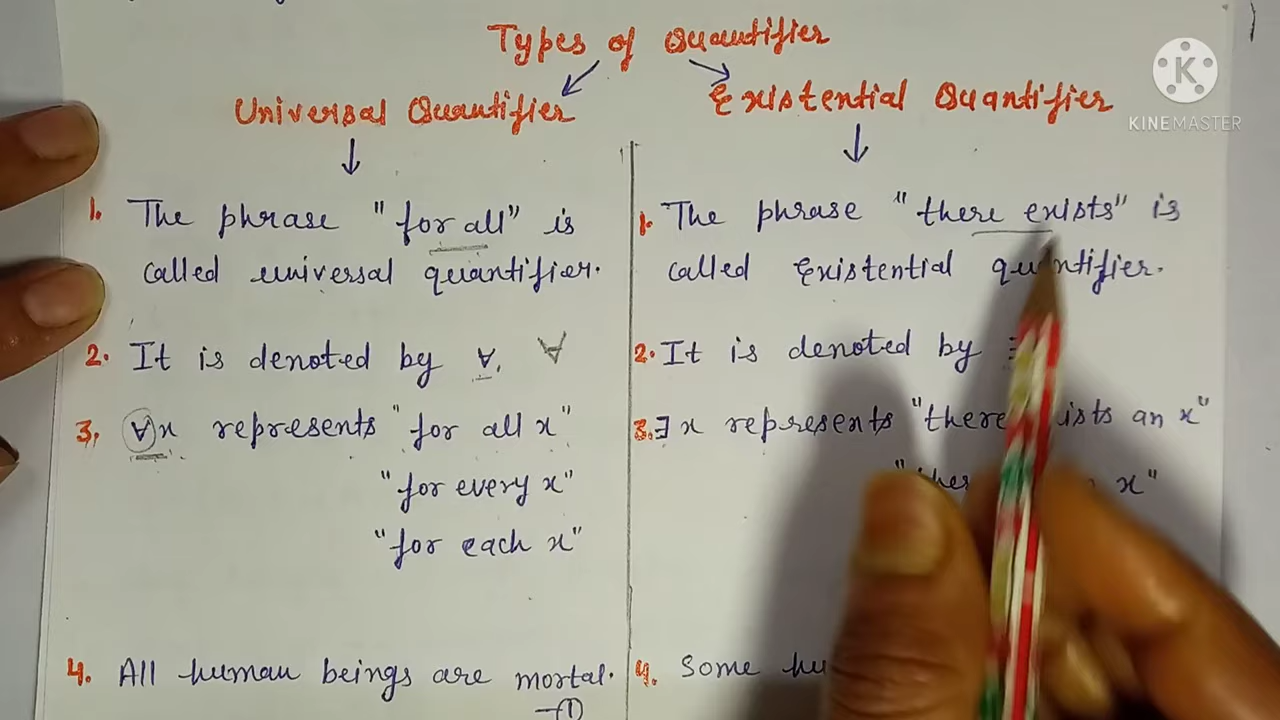 Types of Quantifier
Universal Quantifier
1. The phrase "for all" is
called universal quantifier.
2. It is denoted by ∀. ∀
3. ∀x represents "for all x"
"for every x"
"for each x"
4. All human beings are mortal.
①
Existential Quantifier
1. The phrase "there exists" is
called Existential quantifier.
2. It is denoted by
3. ∃x represents "there an x"
x"
4. Some
K
KINEMASTER